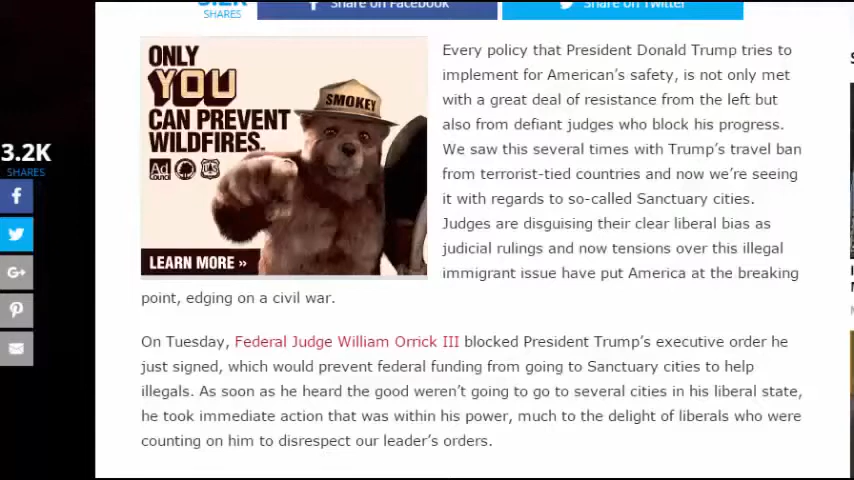 3.2K
SHARES
Share on Facebook
Share on Twitter
3.2K
SHARES
ONLY
YOU
CAN PREVENT
WILDFIRES.
SMOKEY
Ad
LEARN MORE »
Every policy that President Donald Trump tries to
implement for American's safety, is not only met
with a great deal of resistance from the left but
also from defiant judges who block his progress.
We saw this several times with Trump's travel ban
from terrorist-tied countries and now we're seeing
it with regards to so-called Sanctuary cities.
Judges are disguising their clear liberal bias as
judicial rulings and now tensions over this illegal
immigrant issue have put America at the breaking
point, edging on a civil war.
On Tuesday, Federal Judge William Orrick III blocked President Trump's executive order he
just signed, which would prevent federal funding from going to Sanctuary cities to help
illegals. As soon as he heard the good weren't going to go to several cities in his liberal state,
he took immediate action that was within his power, much to the delight of liberals who were
counting on him to disrespect our leader's orders.